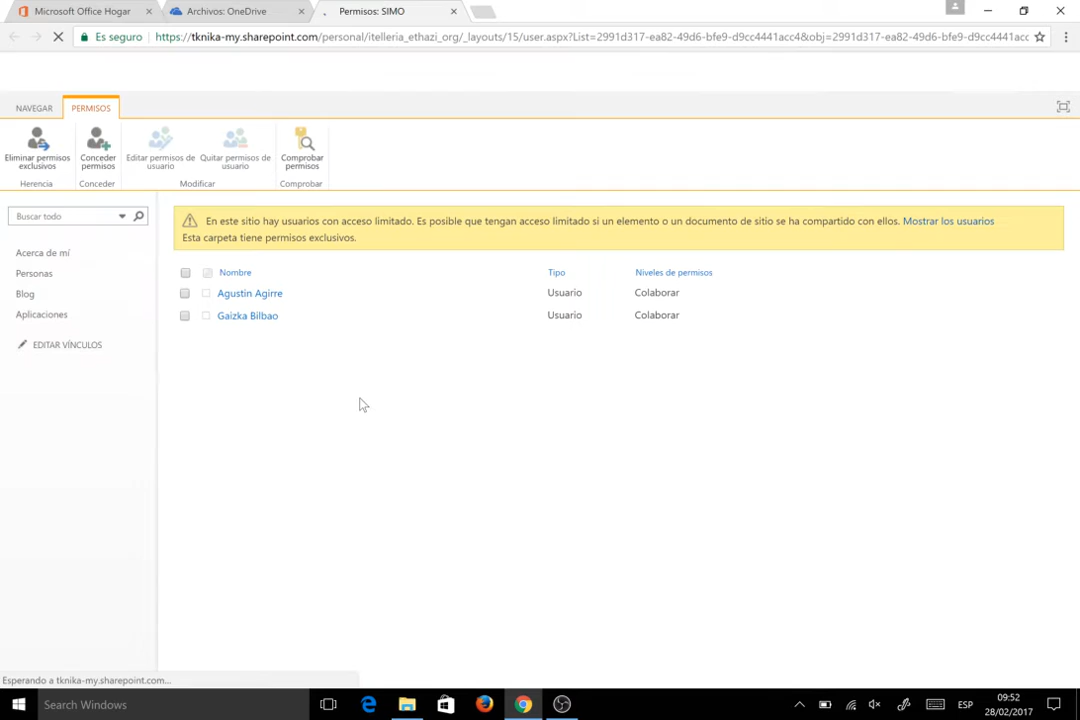 Microsoft Office Hogar
Archivos: OneDrive
Permisos: SIMO
Es seguro
https://tknika-my.sharepoint.com/personal/itelleria_ethazi_org/_layouts/15/user.aspx?List=2991d317-ea82-49d6-bfe9-d9cc4441acc4&obj=2991d317-ea82-49d6-bfe9-d9cc4441acc
NAVEGAR
PERMISOS
Eliminar permisos exclusivos
Conceder permisos
Editar permisos de usuario
Quitar permisos de usuario
Comprobar permisos
Herencia
Conceder
Modificar
Comprobar
Buscar todo
En este sitio hay usuarios con acceso limitado. Es posible que tengan acceso limitado si un elemento o un documento de sitio se ha compartido con ellos. Mostrar los usuarios
Esta carpeta tiene permisos exclusivos.
Acerca de mí
Personas
Blog
Aplicaciones
EDITAR VÍNCULOS
Nombre Tipo Niveles de permisos
Agustin Agirre Usuario Colaborar
Gaizka Bilbao Usuario Colaborar
Esperando a tknika-my.sharepoint.com...
Search Windows
ESP
09:52
28/02/2017